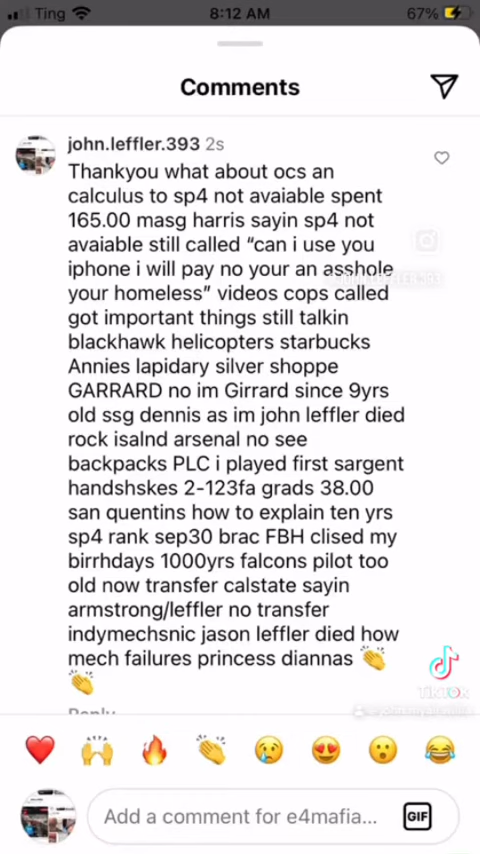 Ting
8:12 AM
67%
Comments
john.leffler.393 2s
Thankyou what about ocs an
calculus to sp4 not avaiable spent
165.00 masg harris sayin sp4 not
avaiable still called “can i use you
iphone i will pay no your an asshole
your homeless” videos cops called
got important things still talkin
blackhawk helicopters starbucks
Annies lapidary silver shoppe
GARRARD no im Girrard since 9yrs
old ssg dennis as im john leffler died
rock isalnd arsenal no see
backpacks PLC i played first sargent
handshskes 2-123fa grads 38.00
san quentins how to explain ten yrs
sp4 rank sep30 brac FBH clised my
birrhdays 1000yrs falcons pilot too
old now transfer calstate sayin
armstrong/leffler no transfer
indymechsnic jason leffler died how
mech failures princess diannas 👏
👏
TikTok
Reply
Add a comment for e4mafia...
GIF